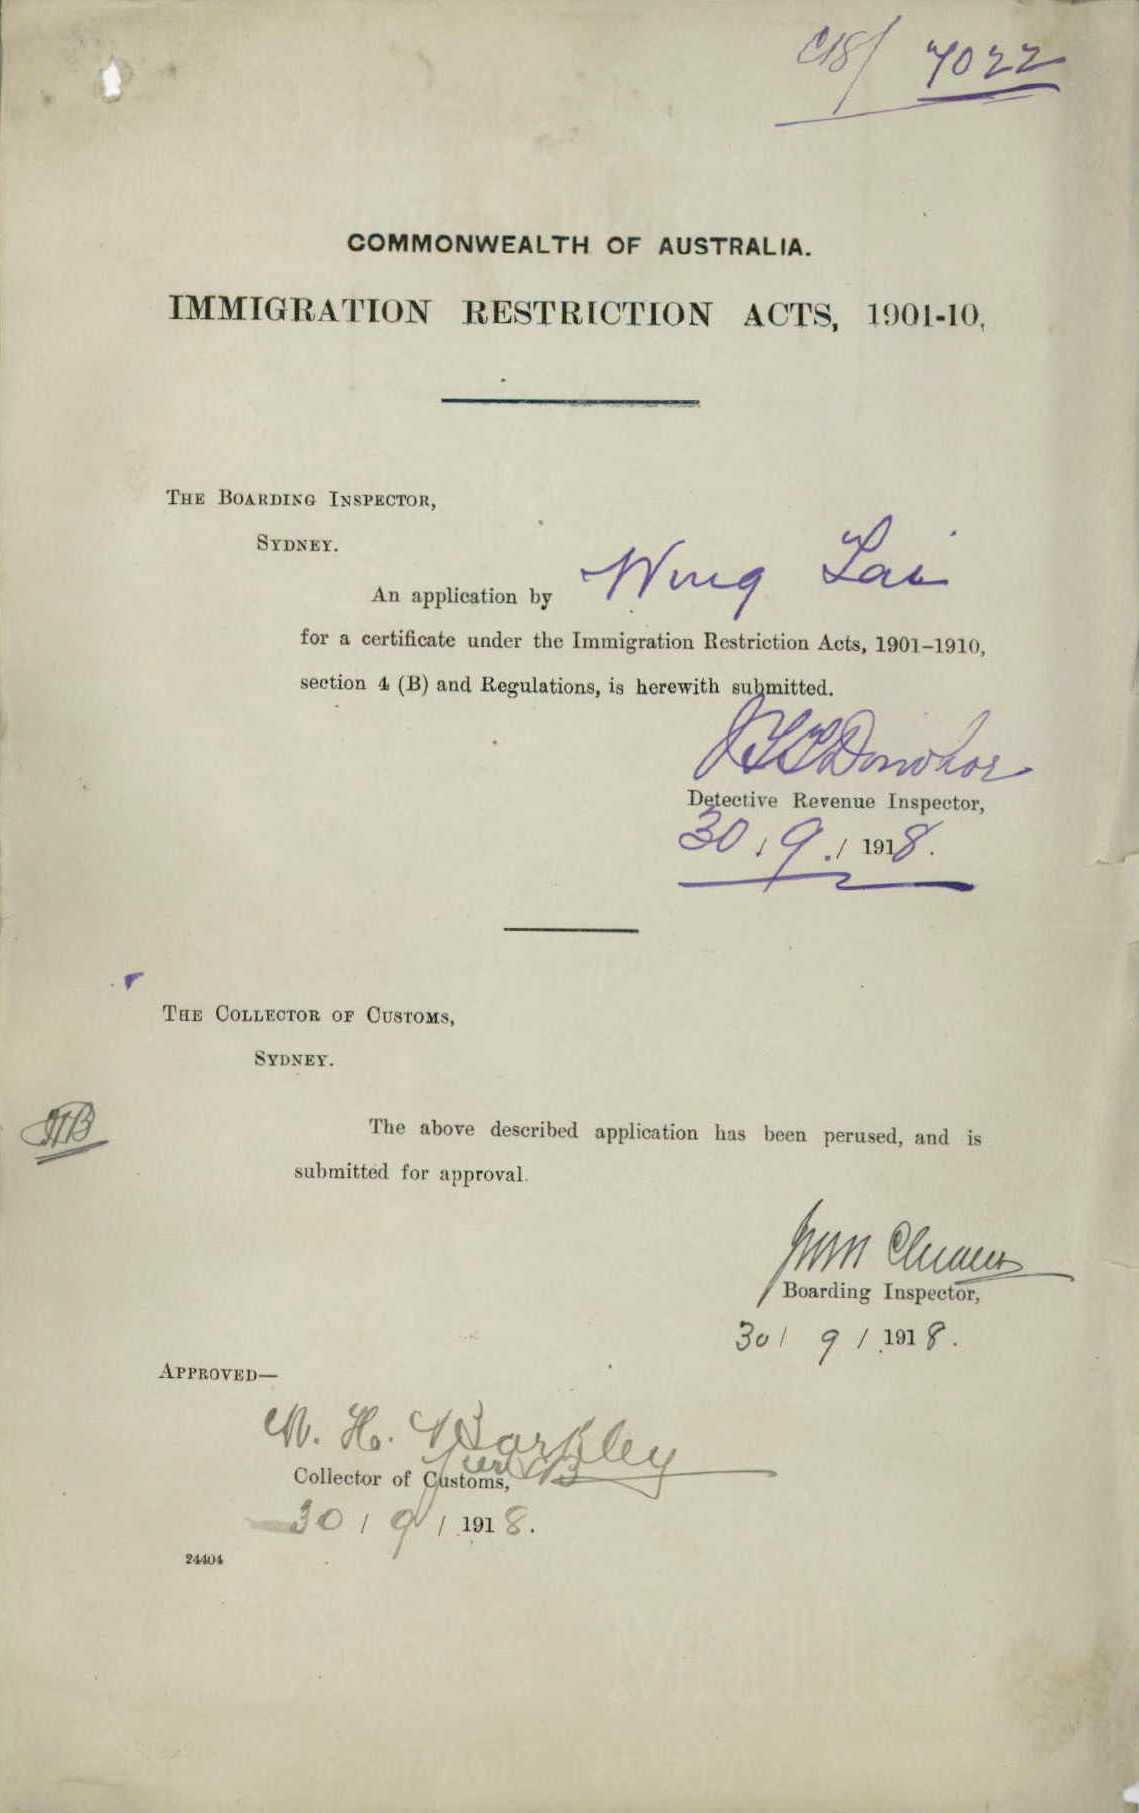 C18/ 7022
COMMONWEALTH OF AUSTRALIA.
IMMIGRATION RESTRICTION ACTS, 1901-10,
THE BOARDING INSPECTOR,
SYDNEY.
An application by Wing Lai
for a certificate under the Immigration Restriction Acts, 1901–1910,
section 4 (B) and Regulations, is herewith submitted.
Donohoe
Detective Revenue Inspector,
30 / 9 / 1918.
THE COLLECTOR OF CUSTOMS,
SYDNEY.
The above described application has been perused, and is
submitted for approval.
Boarding Inspector,
30 / 9 / 1918.
APPROVED—
W. H. Barkley
Collector of Customs,
30 / 9 / 1918.
24404